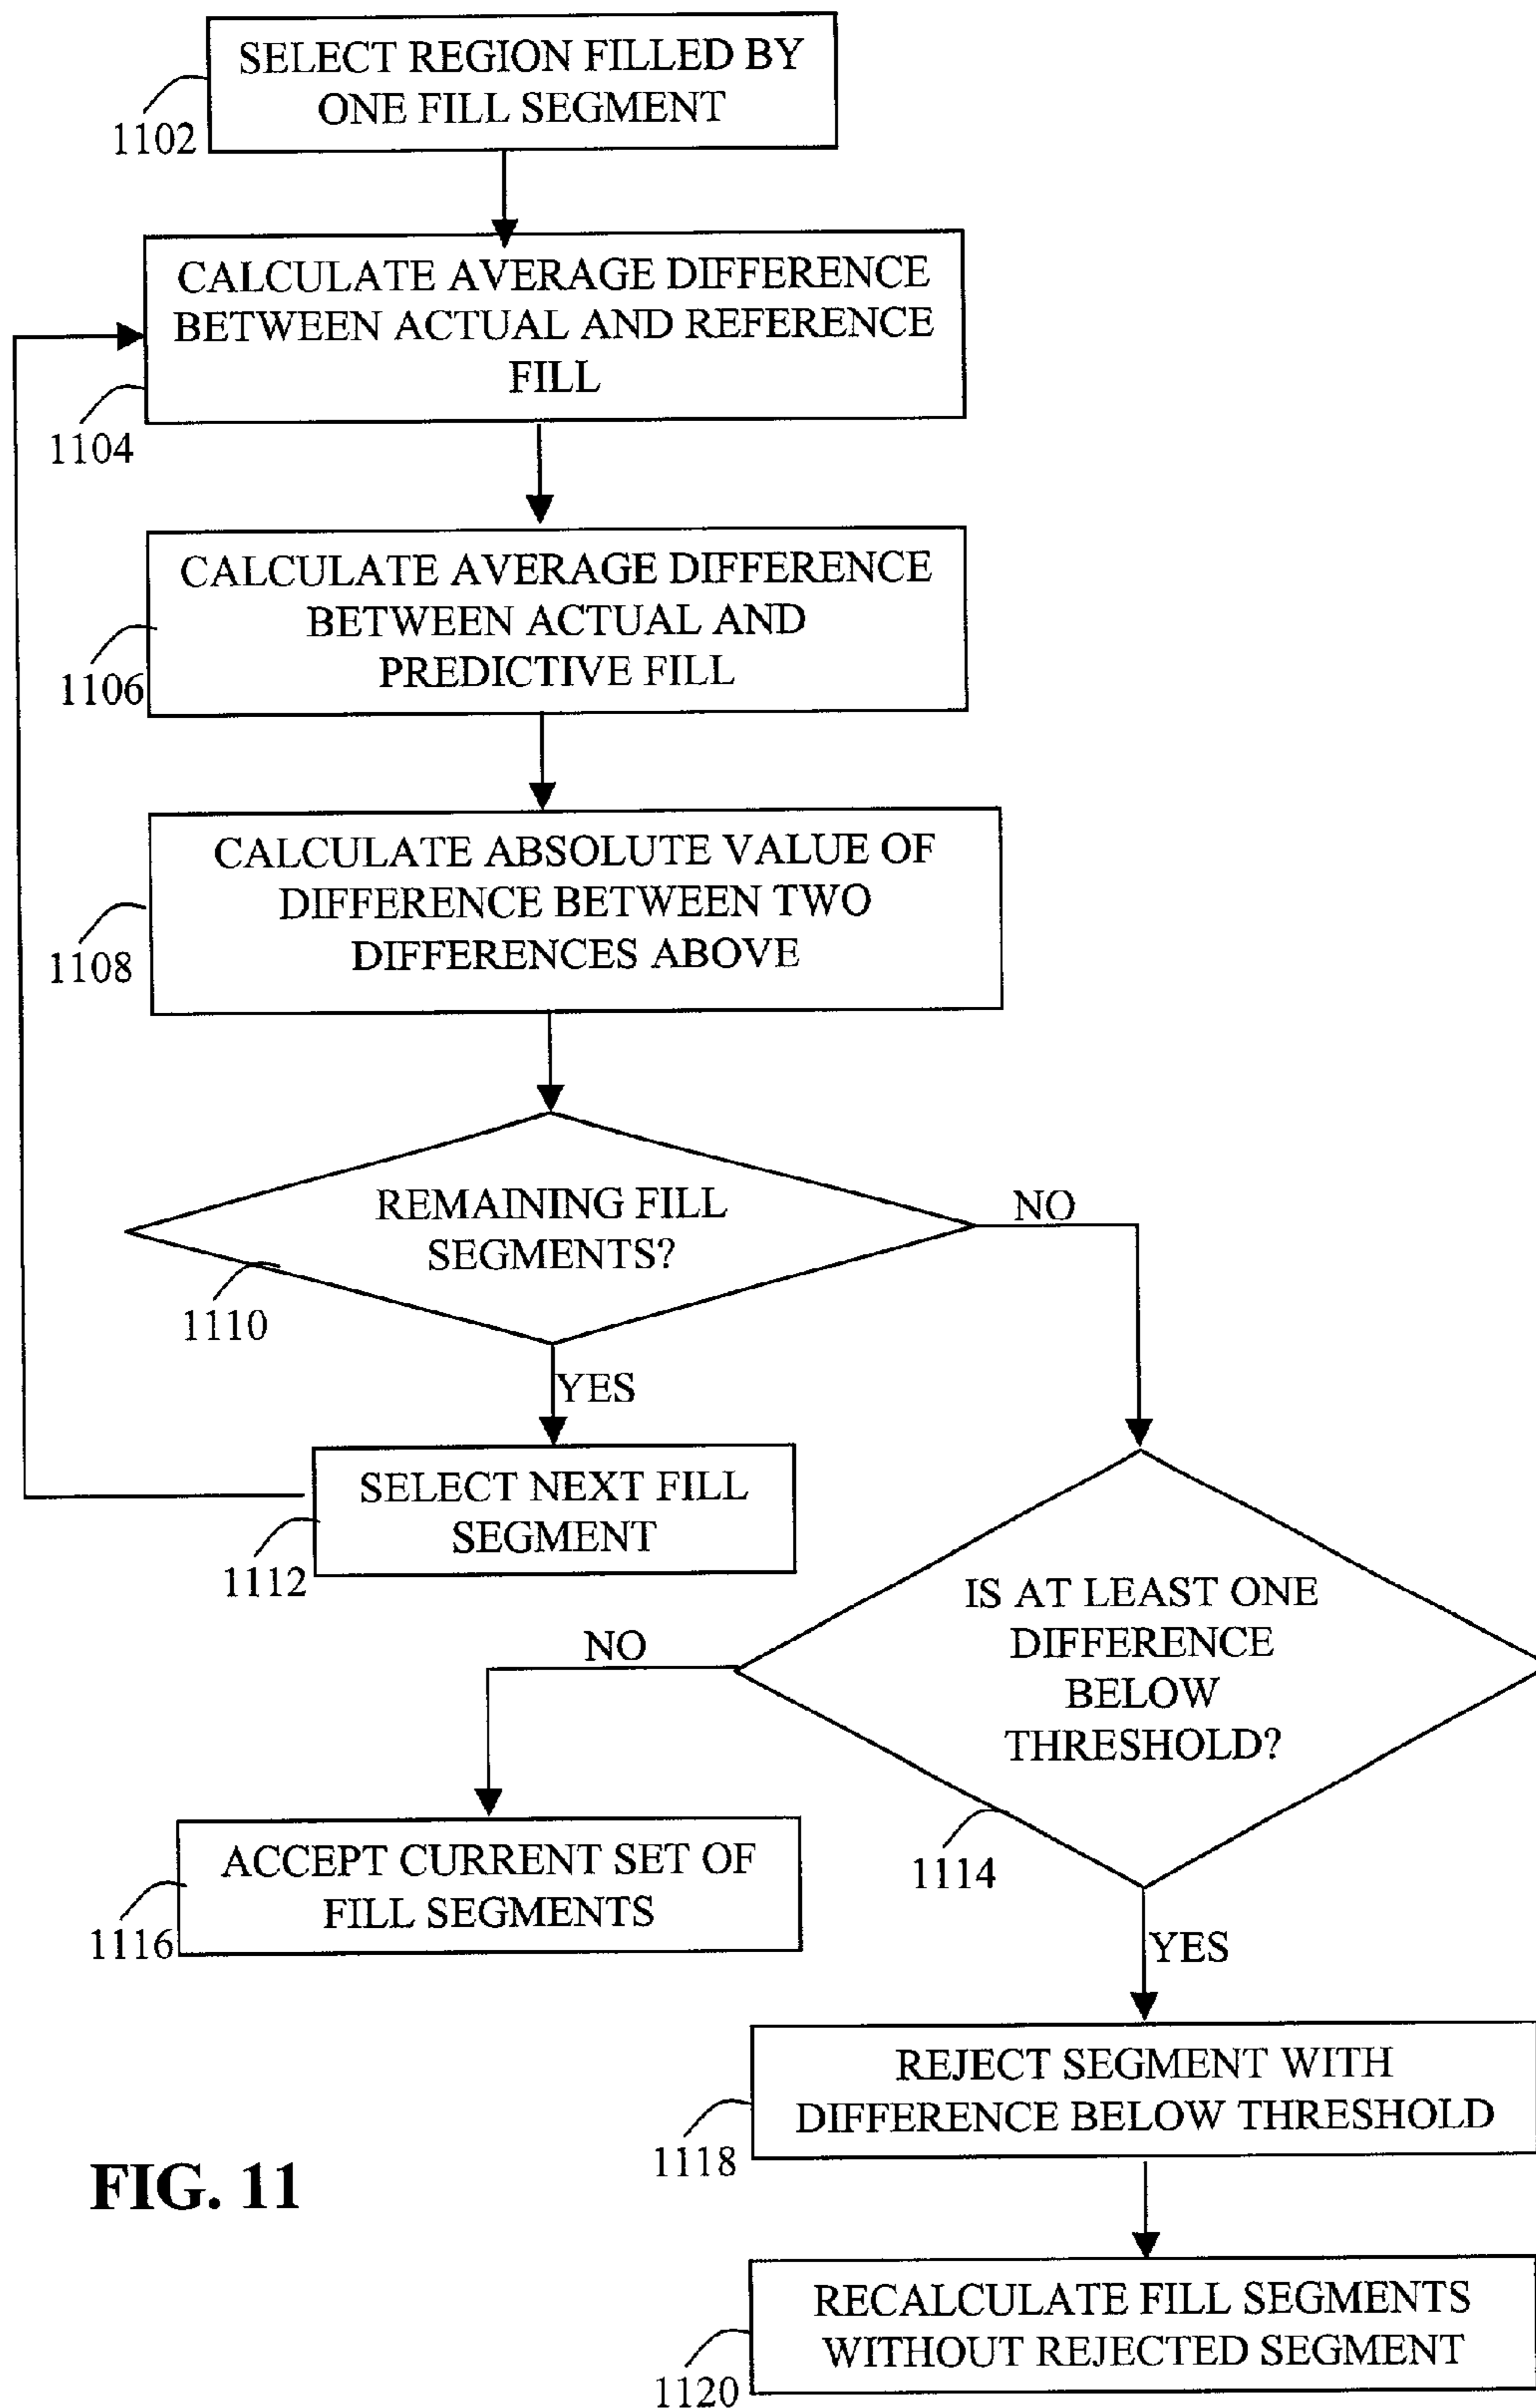 SELECT REGION FILLED BY
ONE FILL SEGMENT
1102
CALCULATE AVERAGE DIFFERENCE
BETWEEN ACTUAL AND REFERENCE
FILL
1104
CALCULATE AVERAGE DIFFERENCE
BETWEEN ACTUAL AND
PREDICTIVE FILL
1106
CALCULATE ABSOLUTE VALUE OF
DIFFERENCE BETWEEN TWO
DIFFERENCES ABOVE
1108
REMAINING FILL
SEGMENTS?
NO
1110
YES
SELECT NEXT FILL
SEGMENT
1112
IS AT LEAST ONE
DIFFERENCE
BELOW
THRESHOLD?
NO
1114
ACCEPT CURRENT SET OF
FILL SEGMENTS
1116
YES
REJECT SEGMENT WITH
DIFFERENCE BELOW THRESHOLD
1118
FIG. 11
RECALCULATE FILL SEGMENTS
WITHOUT REJECTED SEGMENT
1120